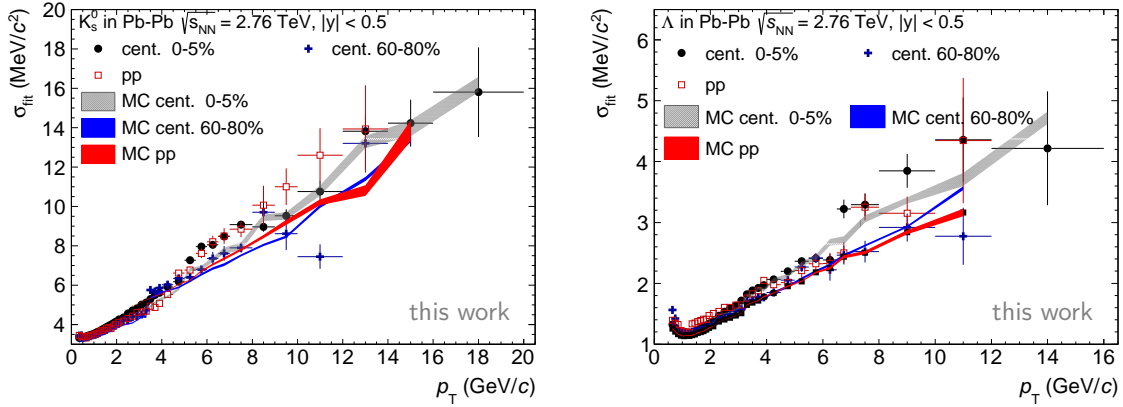 K⁰ₛ in Pb-Pb √sNN = 2.76 TeV, |y| < 0.5
cent. 0-5%
cent. 60-80%
pp
MC cent. 0-5%
MC cent. 60-80%
MC pp
this work
σfit (MeV/c²)
18
16
14
12
10
8
6
4
0 2 4 6 8 10 12 14 16 18 20
pT (GeV/c)
Λ in Pb-Pb √sNN = 2.76 TeV, |y| < 0.5
cent. 0-5%
cent. 60-80%
pp
MC cent. 0-5%
MC cent. 60-80%
MC pp
this work
σfit (MeV/c²)
6
5
4
3
2
1
0 2 4 6 8 10 12 14 16
pT (GeV/c)